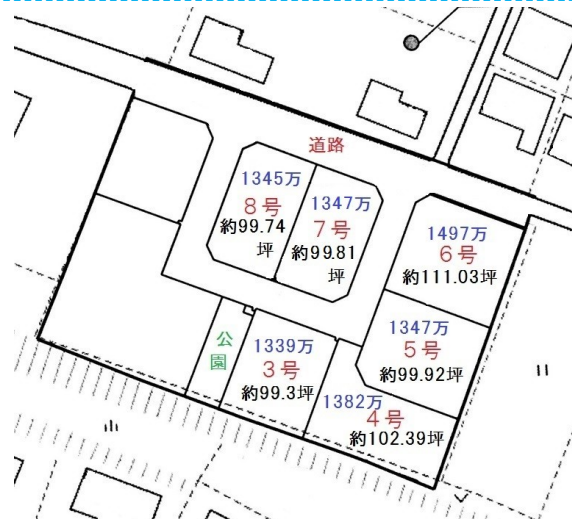 道路
1345万
8号
約99.74
坪
1347万
7号
約99.81
坪
1497万
6号
約111.03坪
1347万
5号
約99.92坪
公
園
1339万
3号
約99.3坪
1382万
4号
約102.39坪